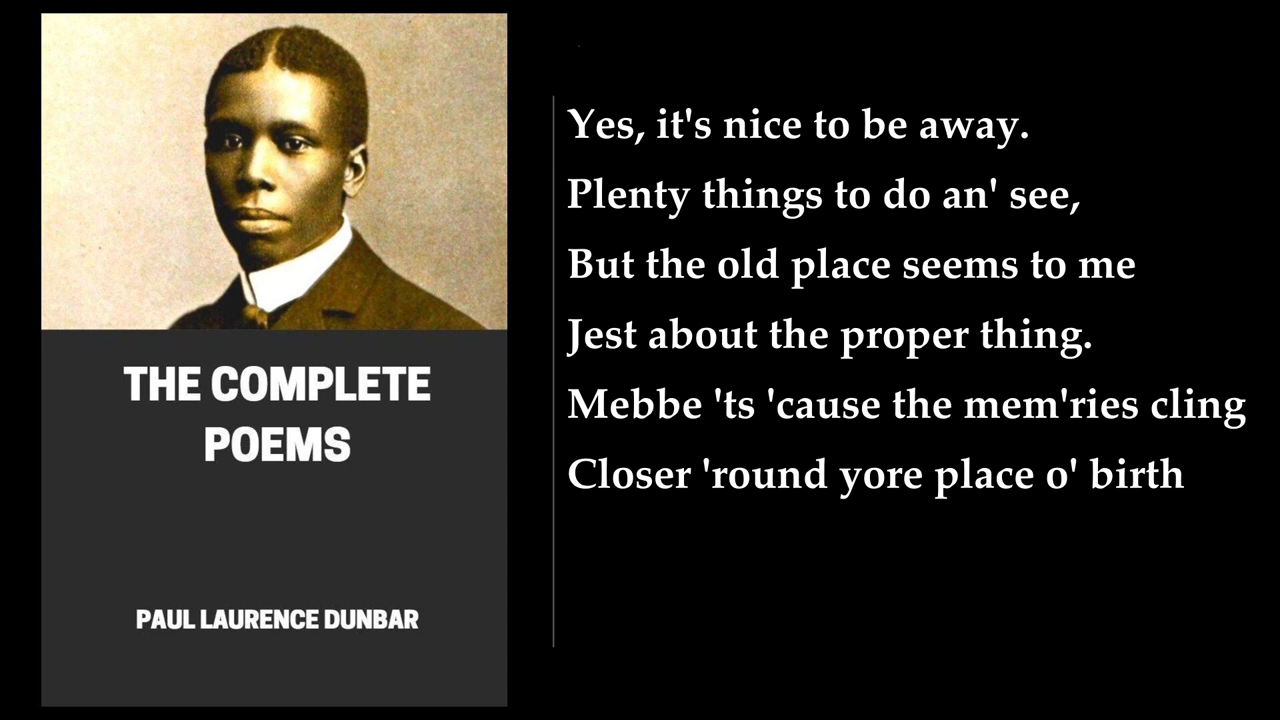 THE COMPLETE
POEMS
PAUL LAURENCE DUNBAR
Yes, it's nice to be away.
Plenty things to do an' see,
But the old place seems to me
Jest about the proper thing.
Mebbe 'ts 'cause the mem'ries cling
Closer 'round yore place o' birth